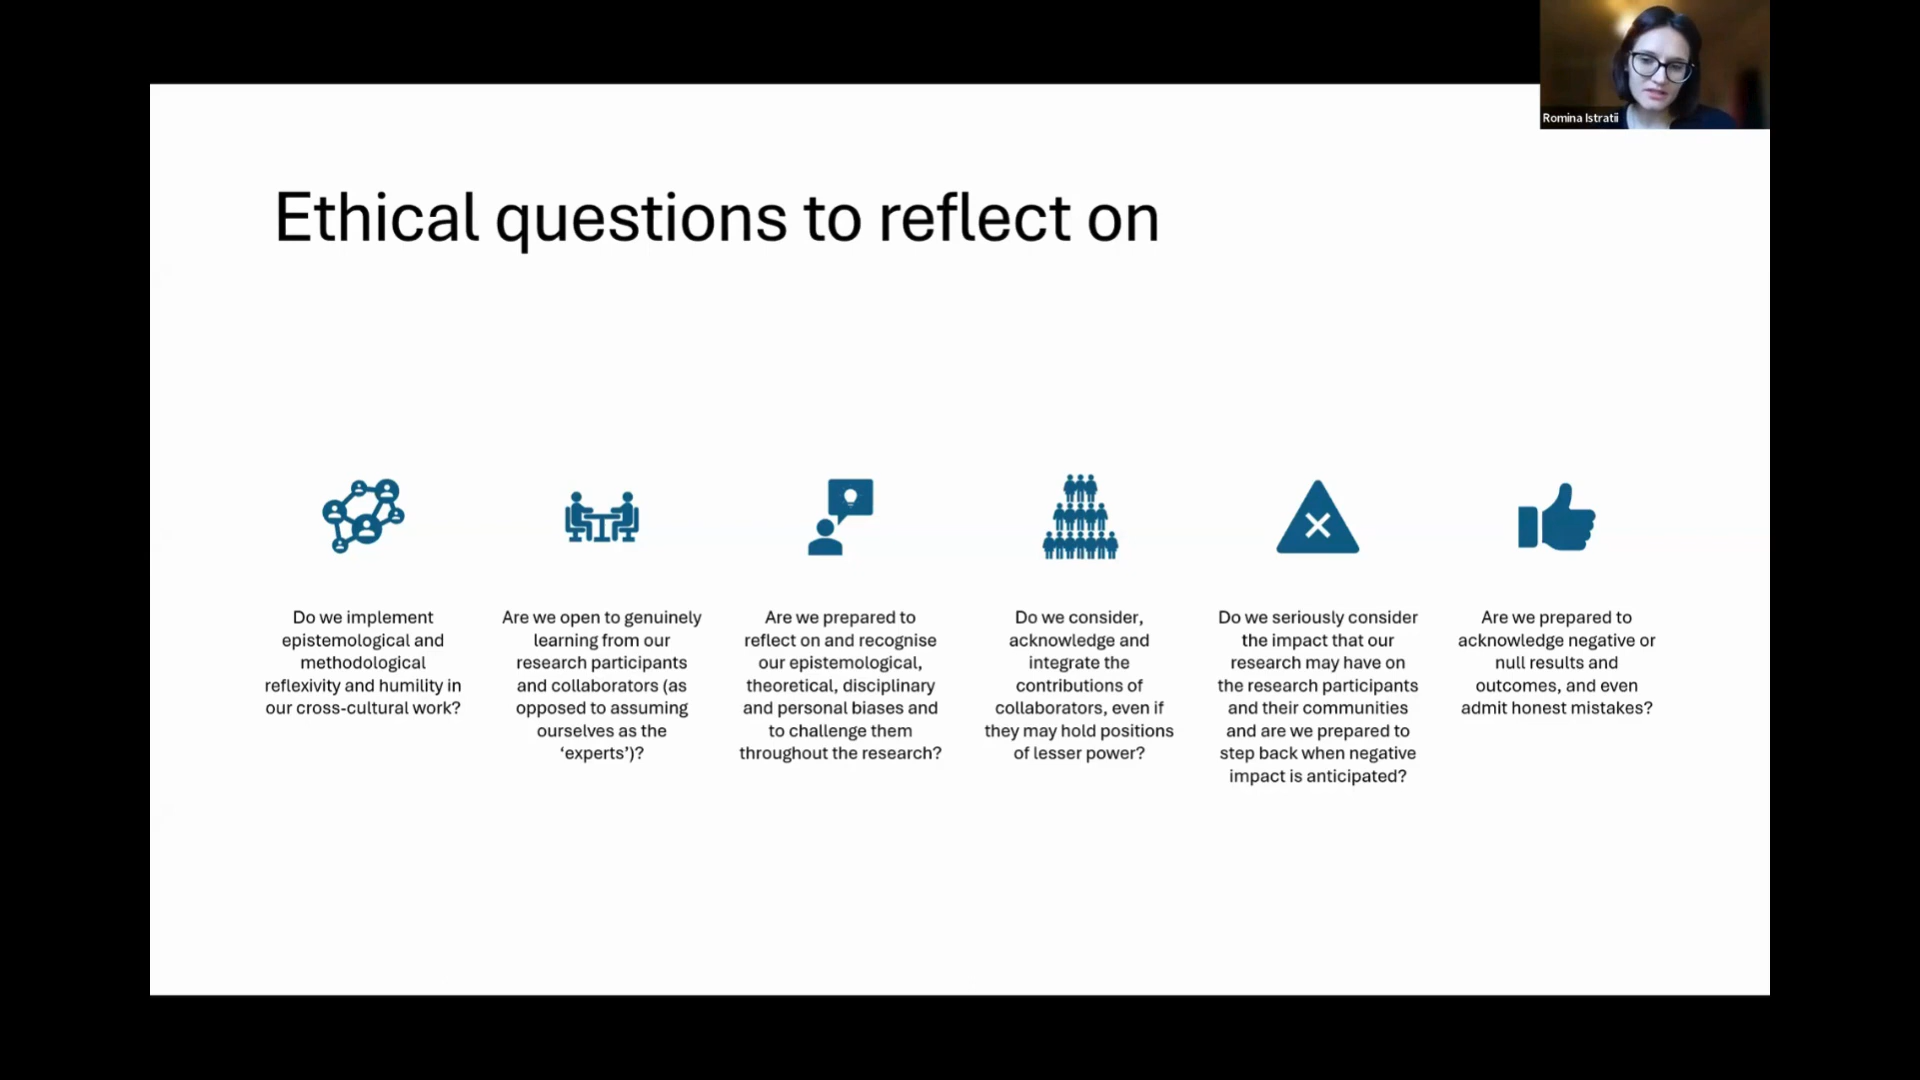 Romina Istratii
Ethical questions to reflect on
Do we implement
epistemological and
methodological
reflexivity and humility in
our cross-cultural work?
Are we open to genuinely
learning from our
research participants
and collaborators (as
opposed to assuming
ourselves as the
‘experts’)?
Are we prepared to
reflect on and recognise
our epistemological,
theoretical, disciplinary
and personal biases and
to challenge them
throughout the research?
Do we consider,
acknowledge and
integrate the
contributions of
collaborators, even if
they may hold positions
of lesser power?
Do we seriously consider
the impact that our
research may have on
the research participants
and their communities
and are we prepared to
step back when negative
impact is anticipated?
Are we prepared to
acknowledge negative or
null results and
outcomes, and even
admit honest mistakes?